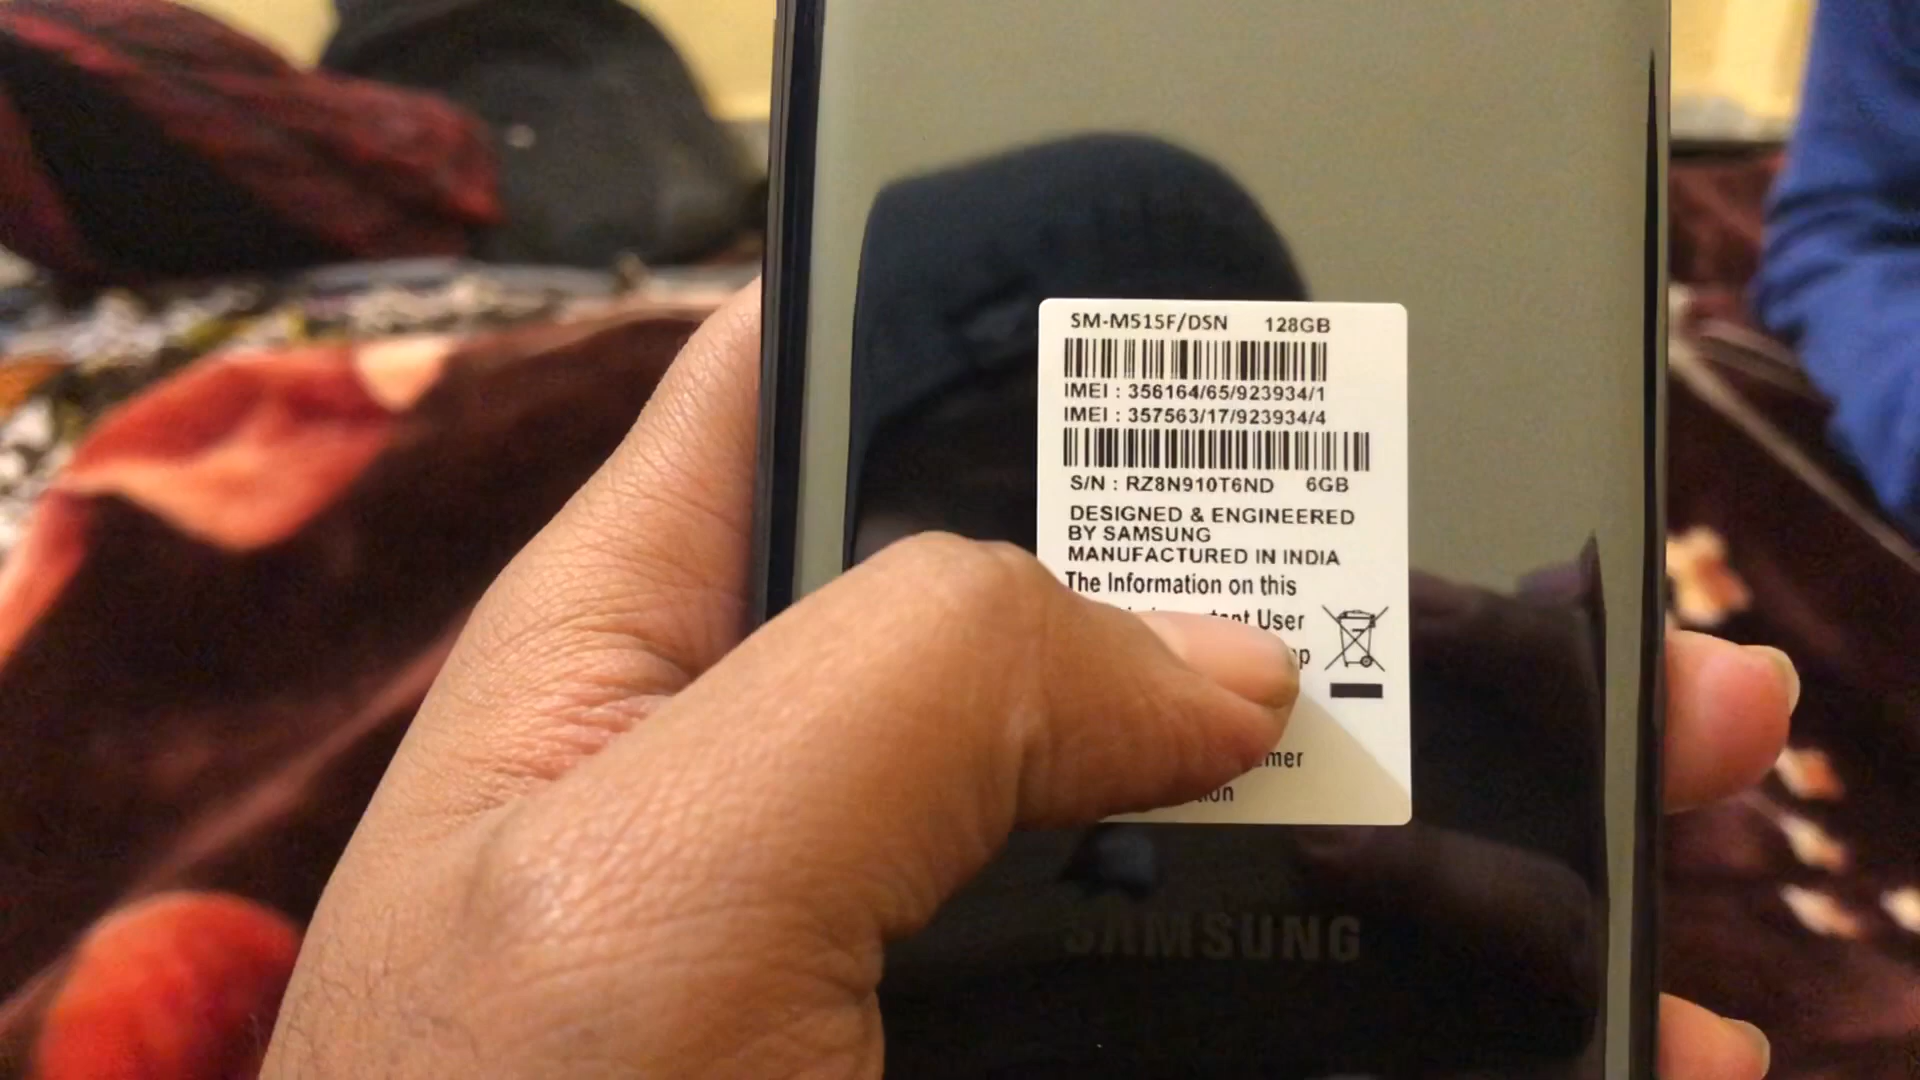 SM-M515F/DSN 128GB
IMEI : 356164/65/923934/1
IMEI : 357563/17/923934/4
S/N : RZ8N910T6ND 6GB
DESIGNED & ENGINEERED
BY SAMSUNG
MANUFACTURED IN INDIA
The Information on this
User
SAMSUNG